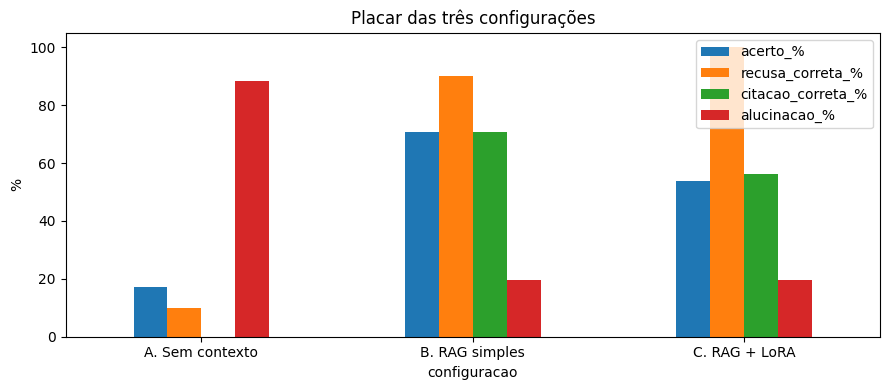 Placar das três configurações
acerto_%
recusa_correta_%
citacao_correta_%
alucinacao_%
%
100
80
60
40
20
0
A. Sem contexto
B. RAG simples
C. RAG + LoRA
configuracao